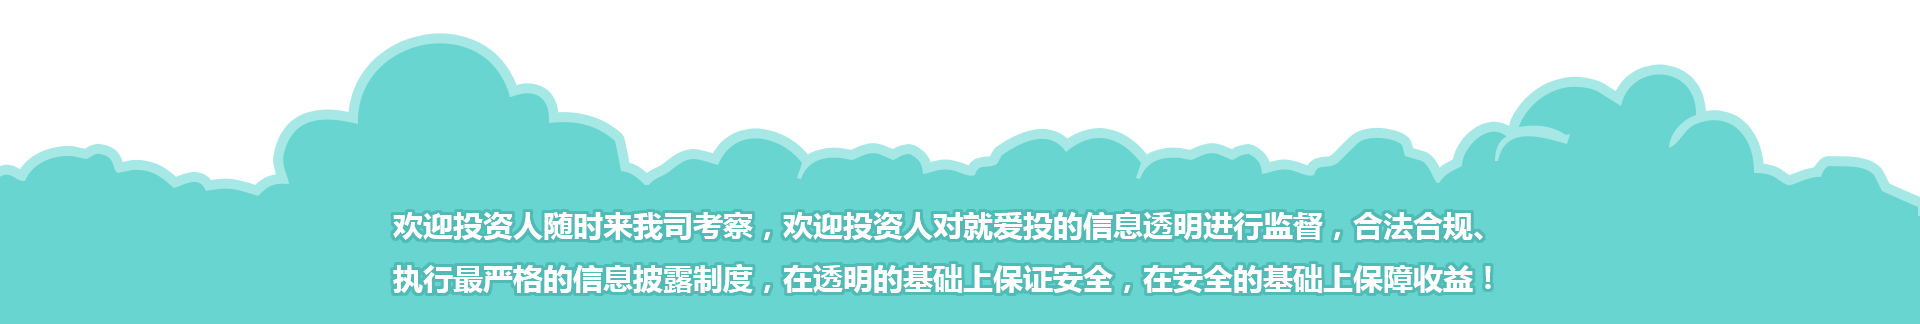 欢迎投资人随时来我司考察，欢迎投资人对就爱投的信息透明进行监督，合法合规、
执行最严格的信息披露制度，在透明的基础上保证安全，在安全的基础上保障收益！